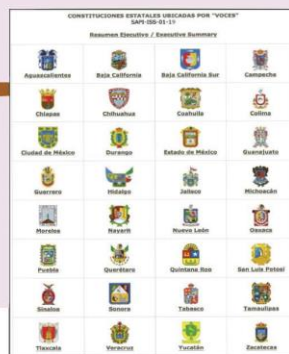 CONSTITUCIONES ESTATALES UBICADAS POR "VOCES"
SAPI-ISS-01-19
Resumen Ejecutivo / Executive Summary
Aguascalientes Baja California Baja California Sur Campeche
Chiapas Chihuahua Coahuila Colima
Ciudad de México Durango Estado de México Guanajuato
Guerrero Hidalgo Jalisco Michoacán
Morelos Nayarit Nuevo León Oaxaca
Puebla Querétaro Quintana Roo San Luis Potosí
Sinaloa Sonora Tabasco Tamaulipas
Tlaxcala Veracruz Yucatán Zacatecas